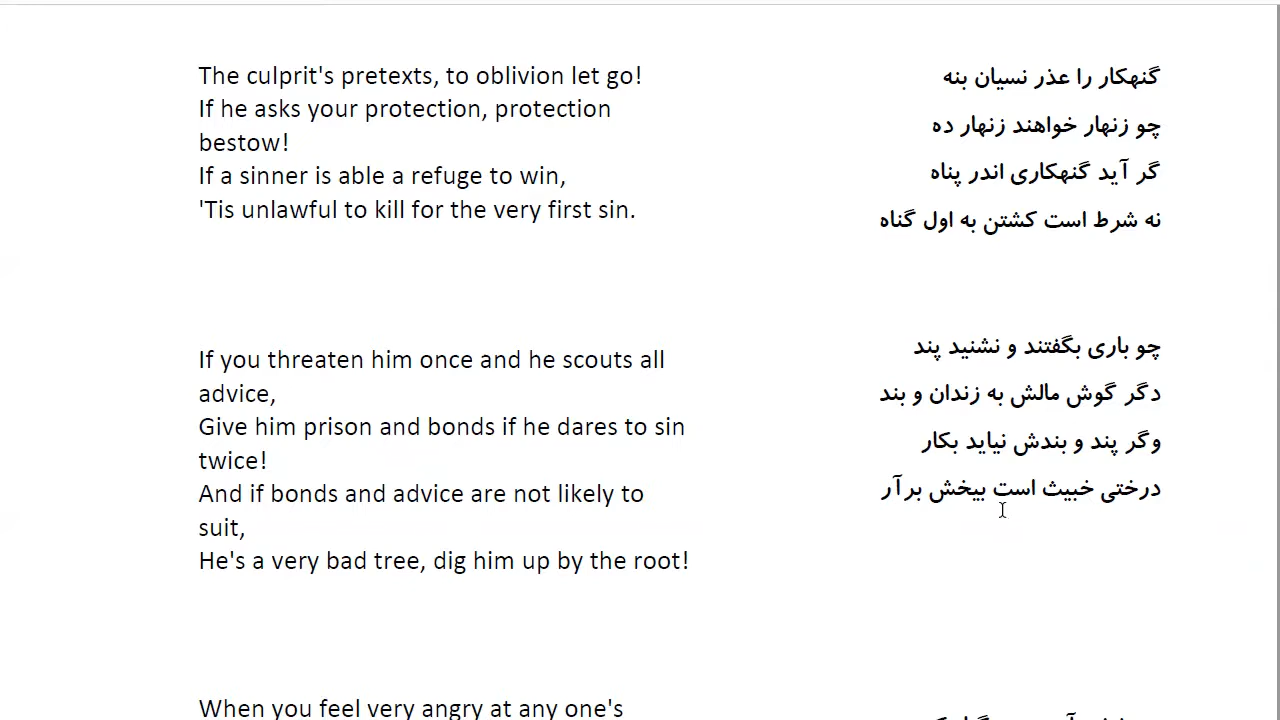 The culprit's pretexts, to oblivion let go!
If he asks your protection, protection
bestow!
If a sinner is able a refuge to win,
'Tis unlawful to kill for the very first sin.
گنهکار را عذر نسیان بنه
چو زنهار خواهند زنهار ده
گر آید گنهکاری اندر پناه
نه شرط است کشتن به اول گناه
If you threaten him once and he scouts all
advice,
Give him prison and bonds if he dares to sin
twice!
And if bonds and advice are not likely to
suit,
He's a very bad tree, dig him up by the root!
چو باری بگفتند و نشنید پند
دگر گوش مالش به زندان و بند
وگر پند و بندش نیاید بکار
درختی خبیث است بیخش برآر
When you feel very angry at any one's